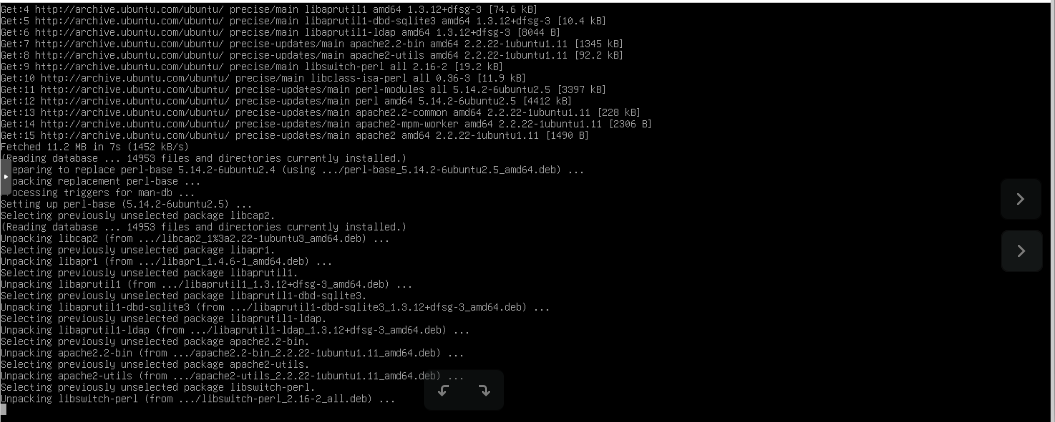 Get:4 http://archive.ubuntu.com/ubuntu/ precise/main libaprutil1 amd64 1.3.12+dfsg-3 [74.6 kB]
Get:5 http://archive.ubuntu.com/ubuntu/ precise/main libaprutil1-dbd-sqlite3 amd64 1.3.12+dfsg-3 [10.4 kB]
Get:6 http://archive.ubuntu.com/ubuntu/ precise/main libaprutil1-ldap amd64 1.3.12+dfsg-3 [8044 B]
Get:7 http://archive.ubuntu.com/ubuntu/ precise-updates/main apache2.2-bin amd64 2.2.22-1ubuntu1.11 [1345 kB]
Get:8 http://archive.ubuntu.com/ubuntu/ precise-updates/main apache2-utils amd64 2.2.22-1ubuntu1.11 [92.2 kB]
Get:9 http://archive.ubuntu.com/ubuntu/ precise/main libswitch-perl all 2.16-2 [19.2 kB]
Get:10 http://archive.ubuntu.com/ubuntu/ precise/main libclass-isa-perl all 0.36-3 [11.9 kB]
Get:11 http://archive.ubuntu.com/ubuntu/ precise-updates/main perl-modules all 5.14.2-6ubuntu2.5 [3397 kB]
Get:12 http://archive.ubuntu.com/ubuntu/ precise-updates/main perl amd64 5.14.2-6ubuntu2.5 [4412 kB]
Get:13 http://archive.ubuntu.com/ubuntu/ precise-updates/main apache2.2-common amd64 2.2.22-1ubuntu1.11 [228 kB]
Get:14 http://archive.ubuntu.com/ubuntu/ precise-updates/main apache2-mpm-worker amd64 2.2.22-1ubuntu1.11 [2306 B]
Get:15 http://archive.ubuntu.com/ubuntu/ precise-updates/main apache2 amd64 2.2.22-1ubuntu1.11 [1490 B]
Fetched 11.2 MB in 7s (1452 kB/s)
(Reading database ... 14953 files and directories currently installed.)
eparing to replace perl-base 5.14.2-6ubuntu2.4 (using .../perl-base_5.14.2-6ubuntu2.5_amd64.deb) ...
packing replacement perl-base ...
ocessing triggers for man-db ...
Setting up perl-base (5.14.2-6ubuntu2.5) ...
Selecting previously unselected package libcap2.
(Reading database ... 14953 files and directories currently installed.)
Unpacking libcap2 (from .../libcap2_1%3a2.22-1ubuntu3_amd64.deb) ...
Selecting previously unselected package libapr1.
Unpacking libapr1 (from .../libapr1_1.4.6-1_amd64.deb) ...
Selecting previously unselected package libaprutil1.
Unpacking libaprutil1 (from .../libaprutil1_1.3.12+dfsg-3_amd64.deb) ...
Selecting previously unselected package libaprutil1-dbd-sqlite3.
Unpacking libaprutil1-dbd-sqlite3 (from .../libaprutil1-dbd-sqlite3_1.3.12+dfsg-3_amd64.deb) ...
Selecting previously unselected package libaprutil1-ldap.
Unpacking libaprutil1-ldap (from .../libaprutil1-ldap_1.3.12+dfsg-3_amd64.deb) ...
Selecting previously unselected package apache2.2-bin.
Unpacking apache2.2-bin (from .../apache2.2-bin_2.2.22-1ubuntu1.11_amd64.deb) ...
Selecting previously unselected package apache2-utils.
Unpacking apache2-utils (from .../apache2-utils_2.2.22-1ubuntu1.11_amd64.deb) ...
Selecting previously unselected package libswitch-perl.
Unpacking libswitch-perl (from .../libswitch-perl_2.16-2_all.deb) ...